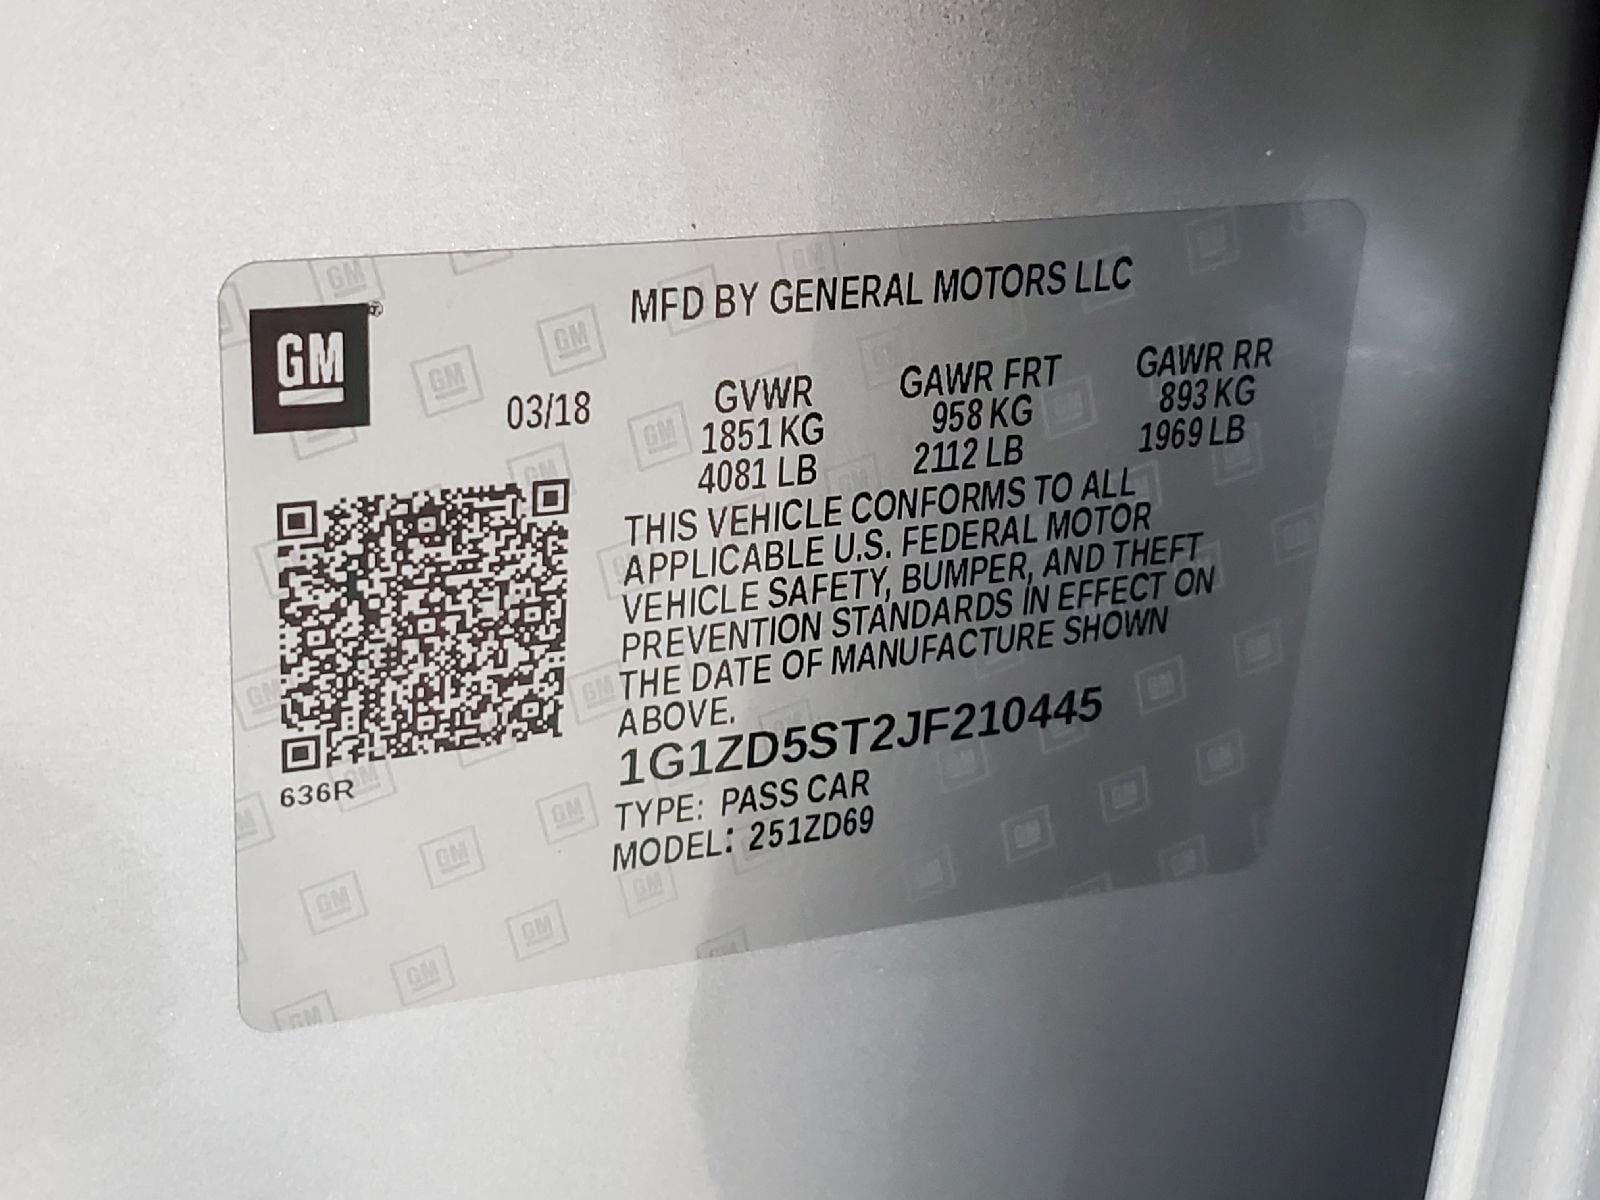 GM
MFD BY GENERAL MOTORS LLC
03/18
GVWR GAWR FRT GAWR RR
1851 KG 958 KG 893 KG
4081 LB 2112 LB 1969 LB
THIS VEHICLE CONFORMS TO ALL
APPLICABLE U.S. FEDERAL MOTOR
VEHICLE SAFETY, BUMPER, AND THEFT
PREVENTION STANDARDS IN EFFECT ON
THE DATE OF MANUFACTURE SHOWN
ABOVE.
1G1ZD5ST2JF210445
TYPE: PASS CAR
MODEL: 251ZD69
636R